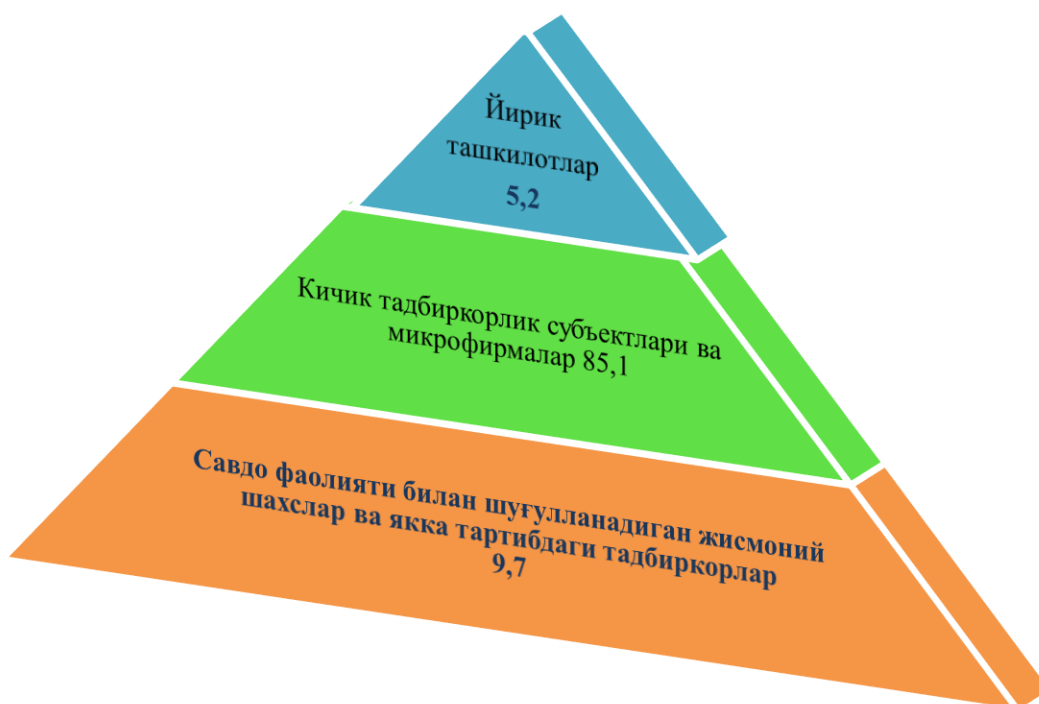 Йирик
ташкилотлар
5,2
Кичик тадбиркорлик субъектлари ва
микрофирмалар 85,1
Савдо фаолияти билан шуғулланадиган жисмоний
шахслар ва якка тартибдаги тадбиркорлар
9,7